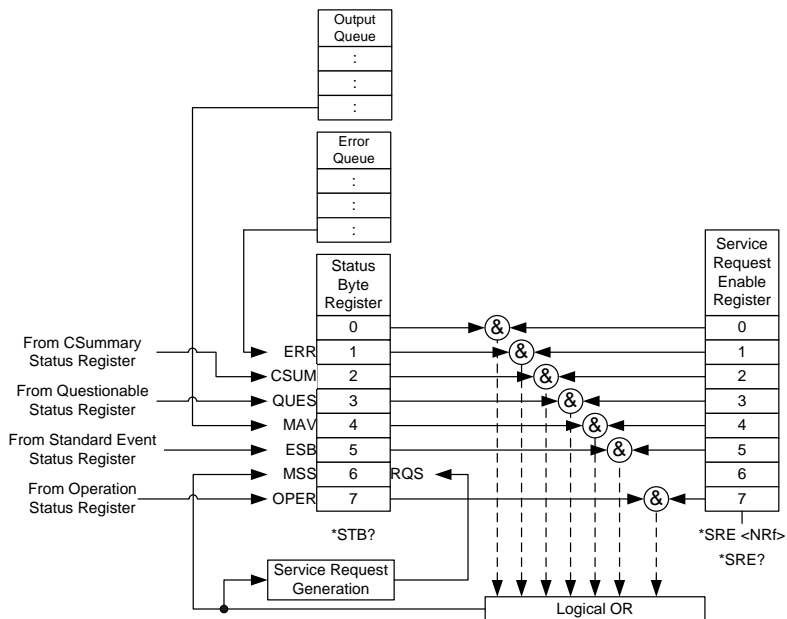 Output
Queue
:
:
:
Error
Queue
:
:
:
Status
Byte
Register
Service
Request
Enable
Register
0 & 0
From CSummary
Status Register
ERR 1 & 1
CSUM 2 & 2
From Questionable
Status Register
QUES 3 & 3
MAV 4 & 4
From Standard Event
Status Register
ESB 5 & 5
MSS 6 RQS 6
From Operation
Status Register
OPER 7 & 7
*STB?
*SRE <NRf>
*SRE?
Service Request
Generation
Logical OR